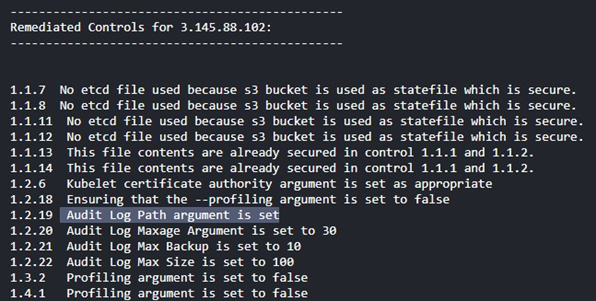 -----------------------------------------------
Remediated Controls for 3.145.88.102:
-----------------------------------------------
1.1.7 No etcd file used because s3 bucket is used as statefile which is secure.
1.1.8 No etcd file used because s3 bucket is used as statefile which is secure.
1.1.11 No etcd file used because s3 bucket is used as statefile which is secure.
1.1.12 No etcd file used because s3 bucket is used as statefile which is secure.
1.1.13 This file contents are already secured in control 1.1.1 and 1.1.2.
1.1.14 This file contents are already secured in control 1.1.1 and 1.1.2.
1.2.6 Kubelet certificate authority argument is set as appropriate
1.2.18 Ensuring that the --profiling argument is set to false
1.2.19 Audit Log Path argument is set
1.2.20 Audit Log Maxage Argument is set to 30
1.2.21 Audit Log Max Backup is set to 10
1.2.22 Audit Log Max Size is set to 100
1.3.2 Profiling argument is set to false
1.4.1 Profiling argument is set to false